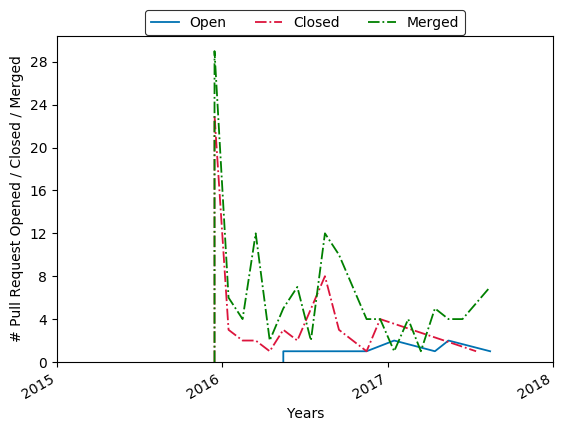 Open Closed Merged
# Pull Request Opened / Closed / Merged
28
24
20
16
12
8
4
0
2015 2016 2017 2018
Years